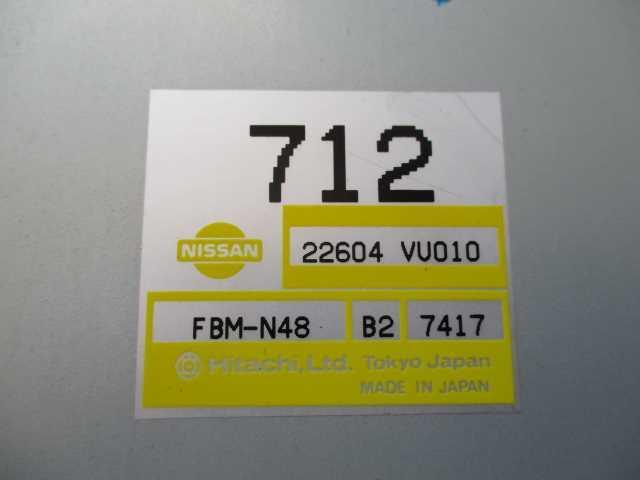 712
NISSAN
22604 VU010
FBM-N48 B2 7417
Hitachi, Ltd. Tokyo Japan
MADE IN JAPAN